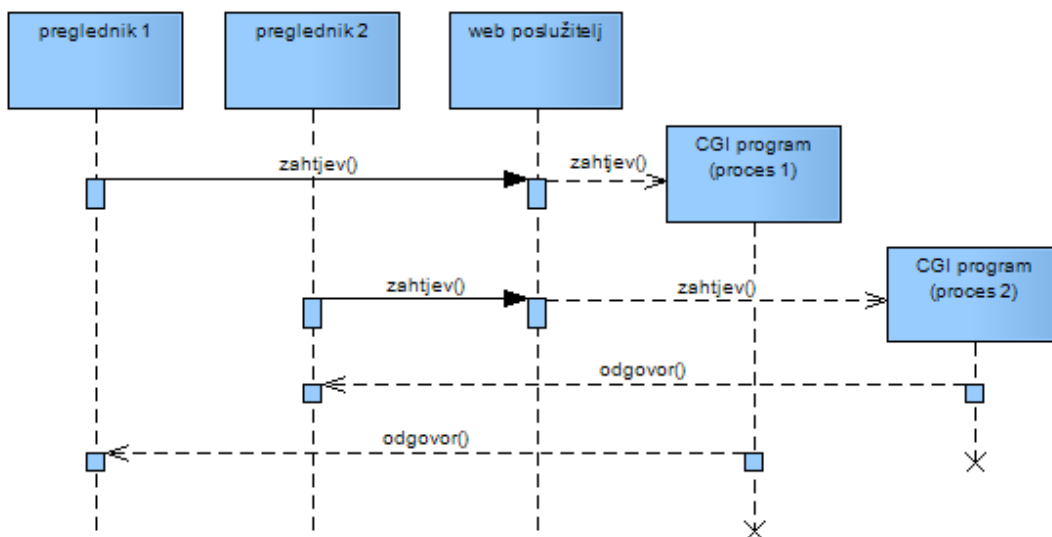 preglednik 1
preglednik 2
web poslužitelj
CGI program
(proces 1)
zahtjev()
zahtjev()
CGI program
(proces 2)
zahtjev()
zahtjev()
odgovor()
odgovor()